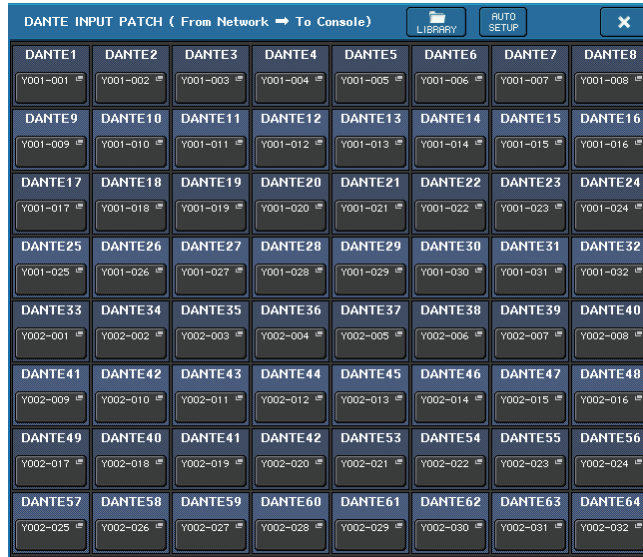 DANTE INPUT PATCH ( From Network ➡ To Console)
LIBRARY
AUTO
SETUP
×
DANTE1 DANTE2 DANTE3 DANTE4 DANTE5 DANTE6 DANTE7 DANTE8
Y001-001 Y001-002 Y001-003 Y001-004 Y001-005 Y001-006 Y001-007 Y001-008
DANTE9 DANTE10 DANTE11 DANTE12 DANTE13 DANTE14 DANTE15 DANTE16
Y001-009 Y001-010 Y001-011 Y001-012 Y001-013 Y001-014 Y001-015 Y001-016
DANTE17 DANTE18 DANTE19 DANTE20 DANTE21 DANTE22 DANTE23 DANTE24
Y001-017 Y001-018 Y001-019 Y001-020 Y001-021 Y001-022 Y001-023 Y001-024
DANTE25 DANTE26 DANTE27 DANTE28 DANTE29 DANTE30 DANTE31 DANTE32
Y001-025 Y001-026 Y001-027 Y001-028 Y001-029 Y001-030 Y001-031 Y001-032
DANTE33 DANTE34 DANTE35 DANTE36 DANTE37 DANTE38 DANTE39 DANTE40
Y002-001 Y002-002 Y002-003 Y002-004 Y002-005 Y002-006 Y002-007 Y002-008
DANTE41 DANTE42 DANTE43 DANTE44 DANTE45 DANTE46 DANTE47 DANTE48
Y002-009 Y002-010 Y002-011 Y002-012 Y002-013 Y002-014 Y002-015 Y002-016
DANTE49 DANTE40 DANTE41 DANTE42 DANTE53 DANTE54 DANTE55 DANTE56
Y002-017 Y002-018 Y002-019 Y002-020 Y002-021 Y002-022 Y002-023 Y002-024
DANTE57 DANTE58 DANTE59 DANTE60 DANTE61 DANTE62 DANTE63 DANTE64
Y002-025 Y002-026 Y002-027 Y002-028 Y002-029 Y002-030 Y002-031 Y002-032